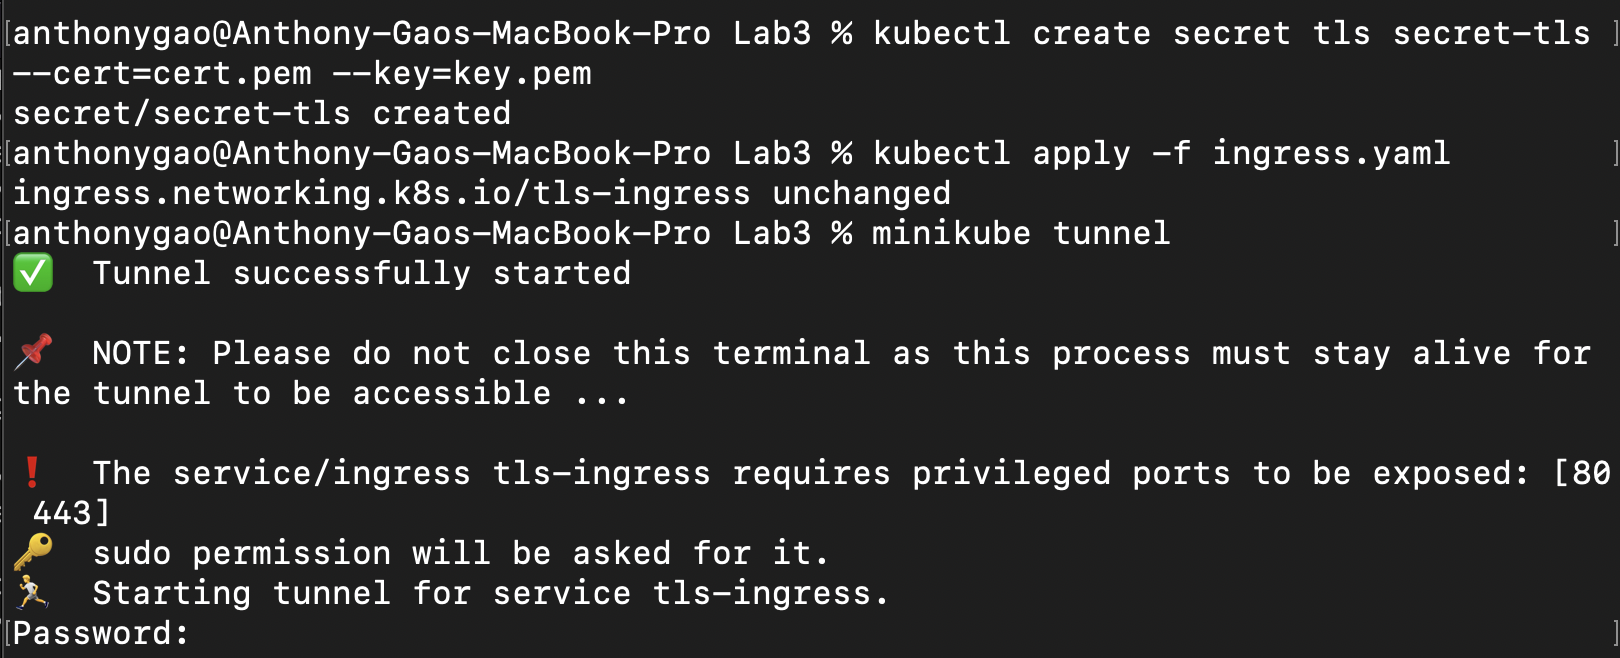 anthonygao@Anthony-Gaos-MacBook-Pro Lab3 % kubectl create secret tls secret-tls
--cert=cert.pem --key=key.pem
secret/secret-tls created
anthonygao@Anthony-Gaos-MacBook-Pro Lab3 % kubectl apply -f ingress.yaml
ingress.networking.k8s.io/tls-ingress unchanged
anthonygao@Anthony-Gaos-MacBook-Pro Lab3 % minikube tunnel
✅  Tunnel successfully started
📌  NOTE: Please do not close this terminal as this process must stay alive for
the tunnel to be accessible ...
❗  The service/ingress tls-ingress requires privileged ports to be exposed: [80
 443]
🔑  sudo permission will be asked for it.
🏃  Starting tunnel for service tls-ingress.
Password: